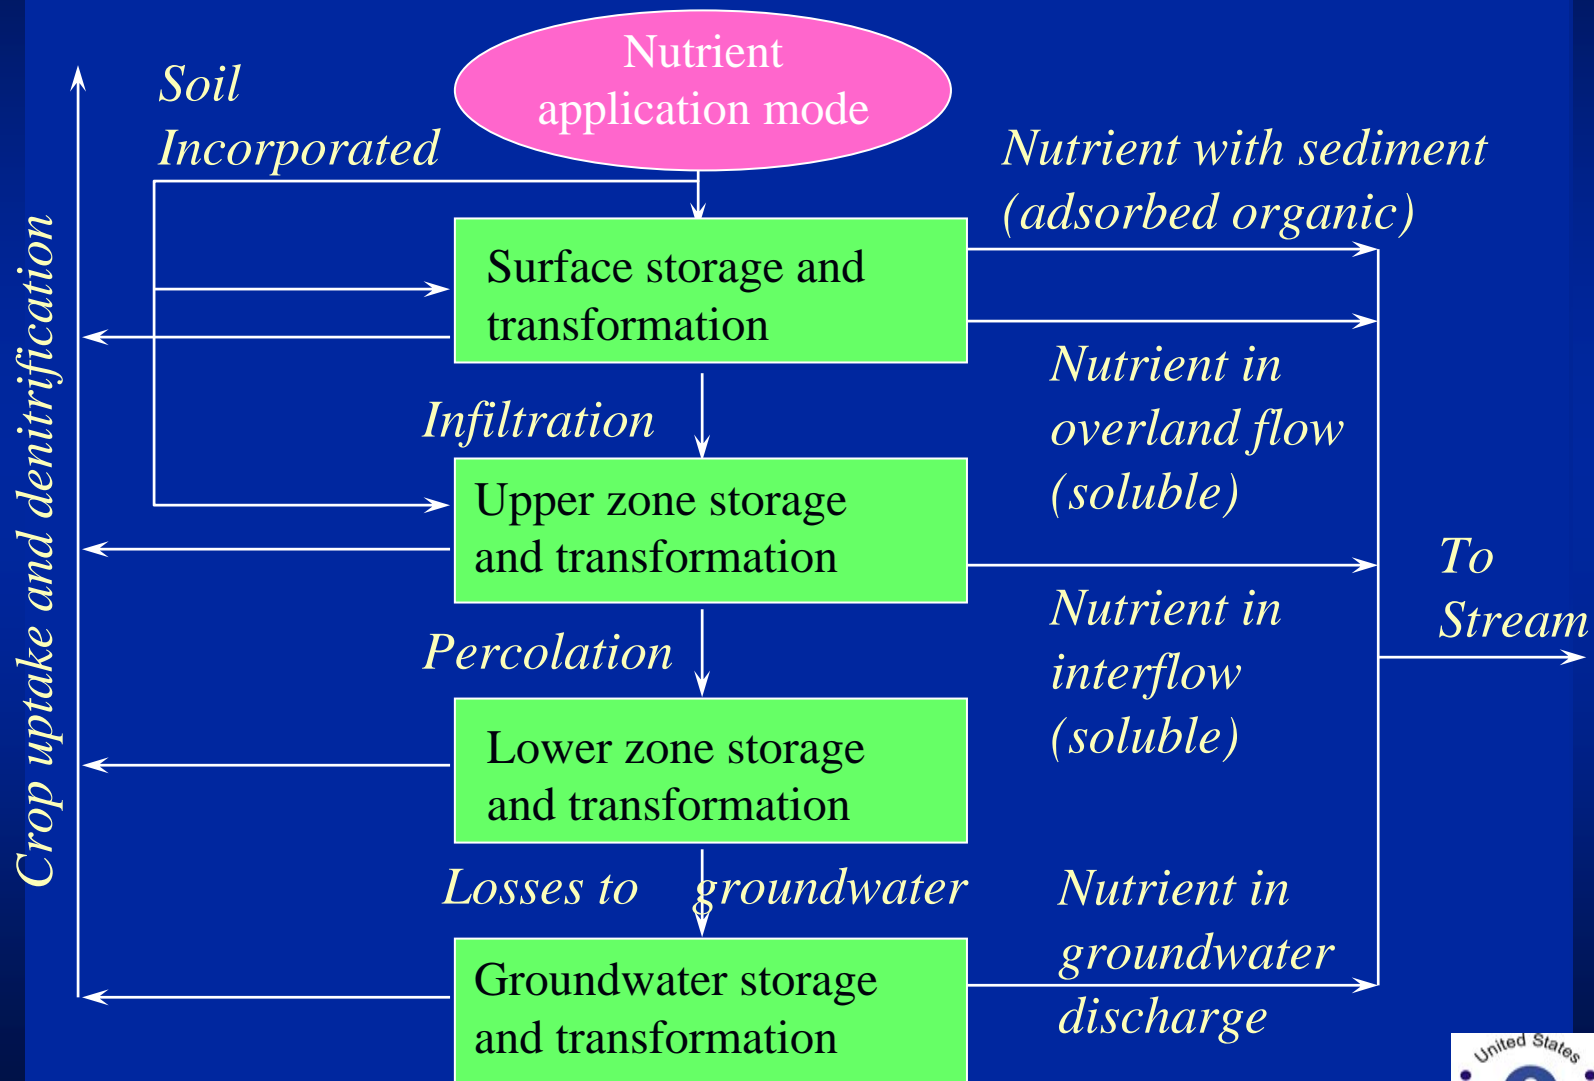 Nutrient
application mode
Soil
Incorporated
Nutrient with sediment
(adsorbed organic)
Surface storage and
transformation
Crop uptake and denitrification
Nutrient in
overland flow
(soluble)
Infiltration
Upper zone storage
and transformation
To
Stream
Nutrient in
interflow
(soluble)
Percolation
Lower zone storage
and transformation
Losses to groundwater
Nutrient in
groundwater
discharge
Groundwater storage
and transformation
United States